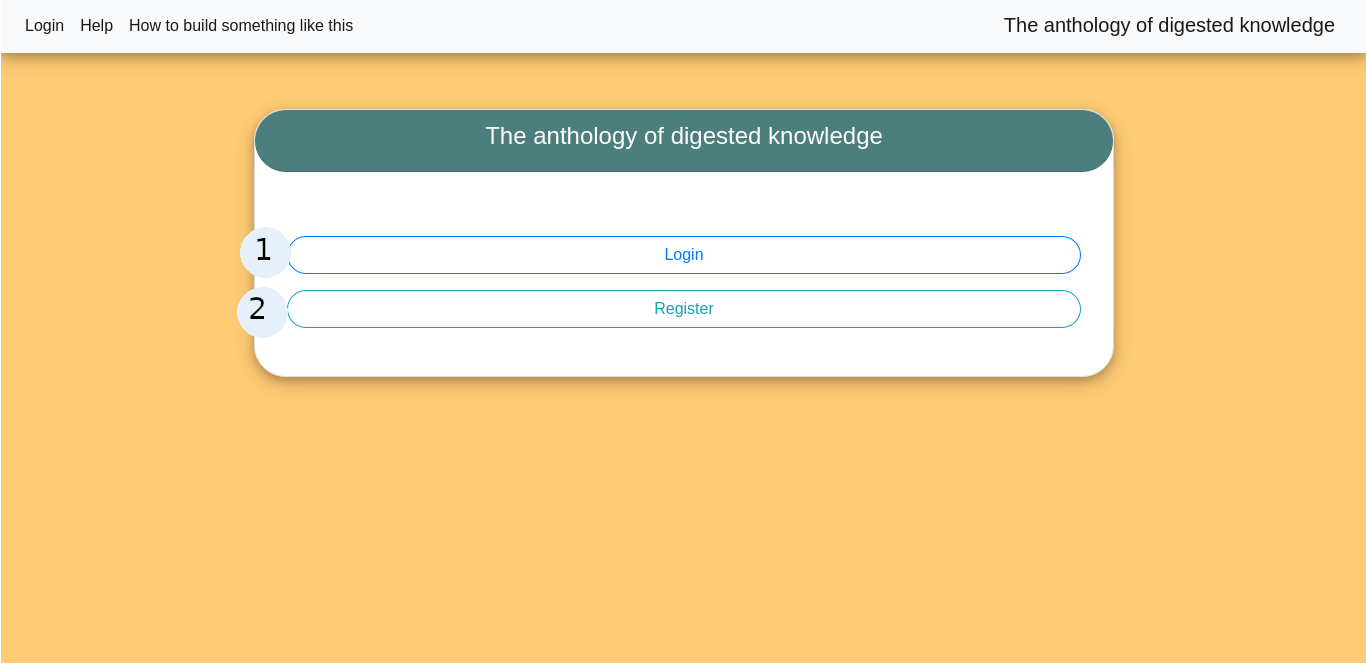 Login Help How to build something like this The anthology of digested knowledge
The anthology of digested knowledge
1 Login
2 Register